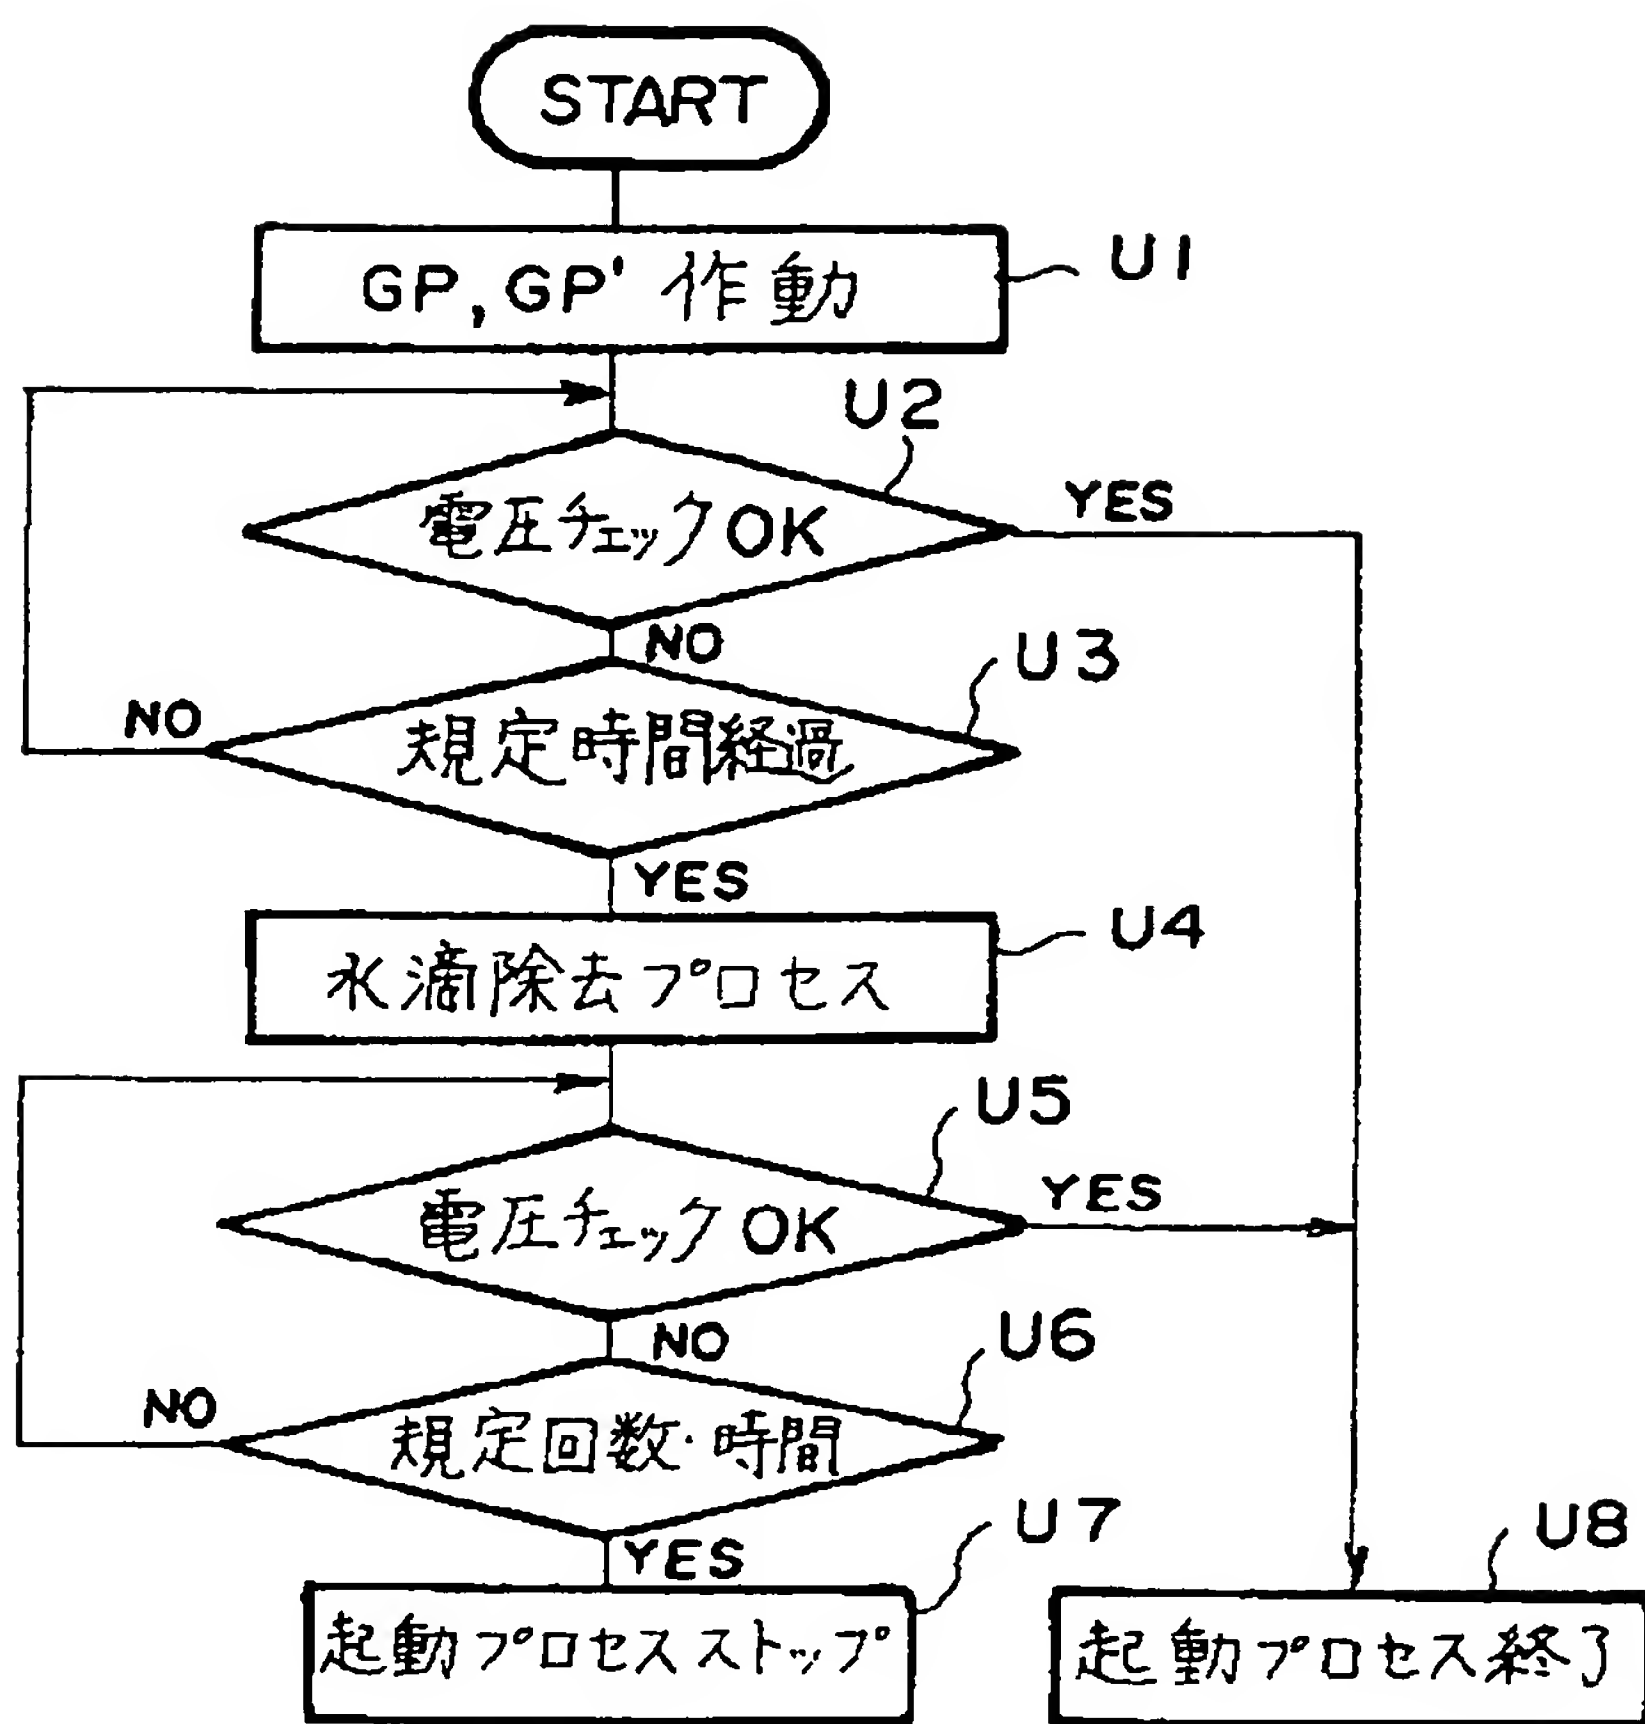 START
GP, GP' 作動
U1
U2
電圧チェックOK
YES
NO
U3
NO
規定時間経過
YES
U4
水滴除去プロセス
U5
電圧チェックOK
YES
NO
U6
NO
規定回数・時間
YES
U7
起動プロセスストップ
U8
起動プロセス終了